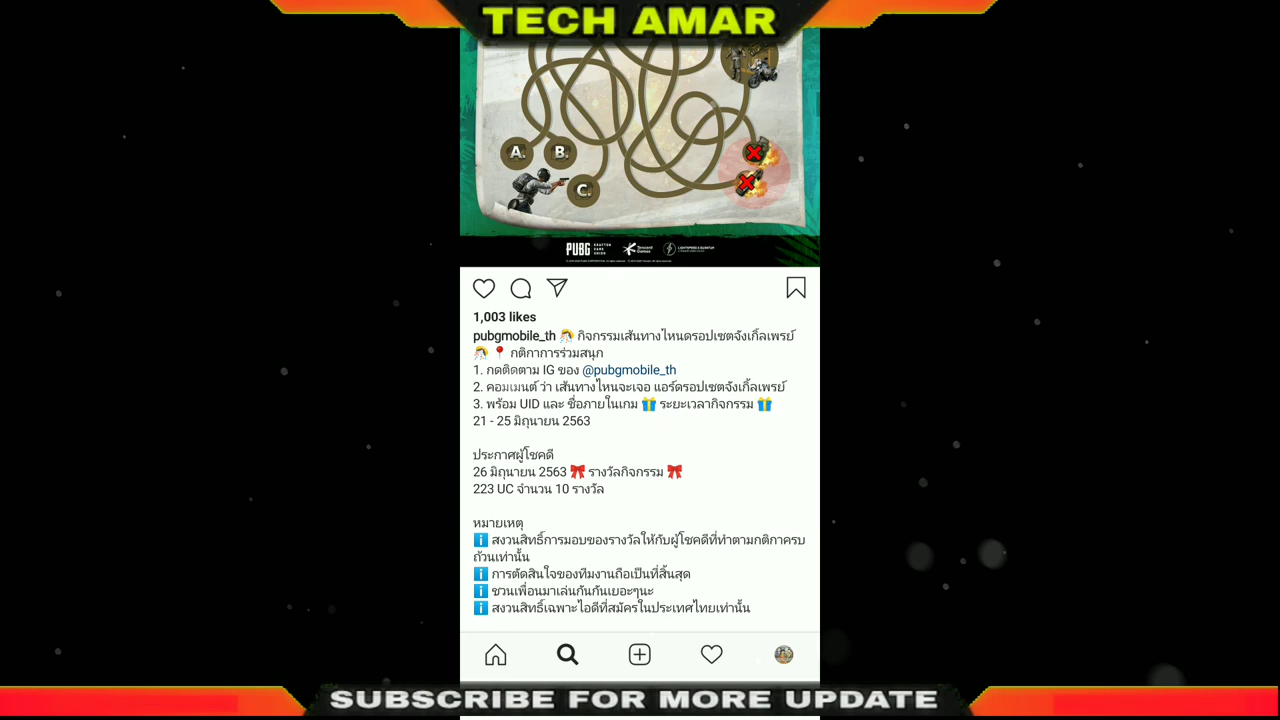 TECH AMAR
A.
B.
C.
PUBG
1,003 likes
pubgmobile_th กิจกรรมเส้นทางไหนดรอปเซตจังเกิ้ลเพรย์
📍 กติกาการร่วมสนุก
1. กดติดตาม IG ของ @pubgmobile_th
2. คอมเมนต์ ว่า เส้นทางไหนจะเจอ แอร์ดรอปเซตจังเกิ้ลเพรย์
3. พร้อม UID และ ชื่อภายในเกม 🎁 ระยะเวลากิจกรรม 🎁
21 - 25 มิถุนายน 2563
ประกาศผู้โชคดี
26 มิถุนายน 2563 🎀 รางวัลกิจกรรม 🎀
223 UC จำนวน 10 รางวัล
หมายเหตุ
ℹ️ สงวนสิทธิ์การมอบของรางวัลให้กับผู้โชคดีที่ทำตามกติกาครบ
ถ้วนเท่านั้น
ℹ️ การตัดสินใจของทีมงานถือเป็นที่สิ้นสุด
ℹ️ ชวนเพื่อนมาเล่นกันกันเยอะๆนะ
ℹ️ สงวนสิทธิ์เฉพาะไอดีที่สมัครในประเทศไทยเท่านั้น
SUBSCRIBE FOR MORE UPDATE